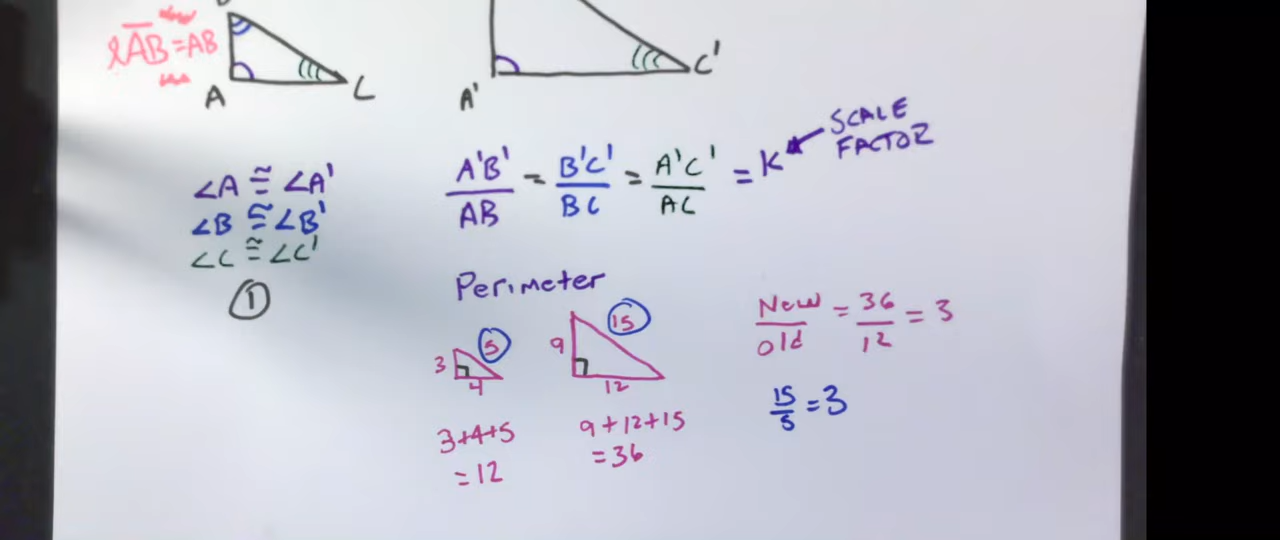 lAB = AB
A
C
A'
C'
SCALE
FACTOR
∠A ≅ ∠A'
∠B ≅ ∠B'
∠C ≅ ∠C'
①
A'B'/AB = B'C'/BC = A'C'/AC = K
Perimeter
3
5
4
9
15
12
3+4+5
=12
9+12+15
=36
New/old = 36/12 = 3
15/5 = 3